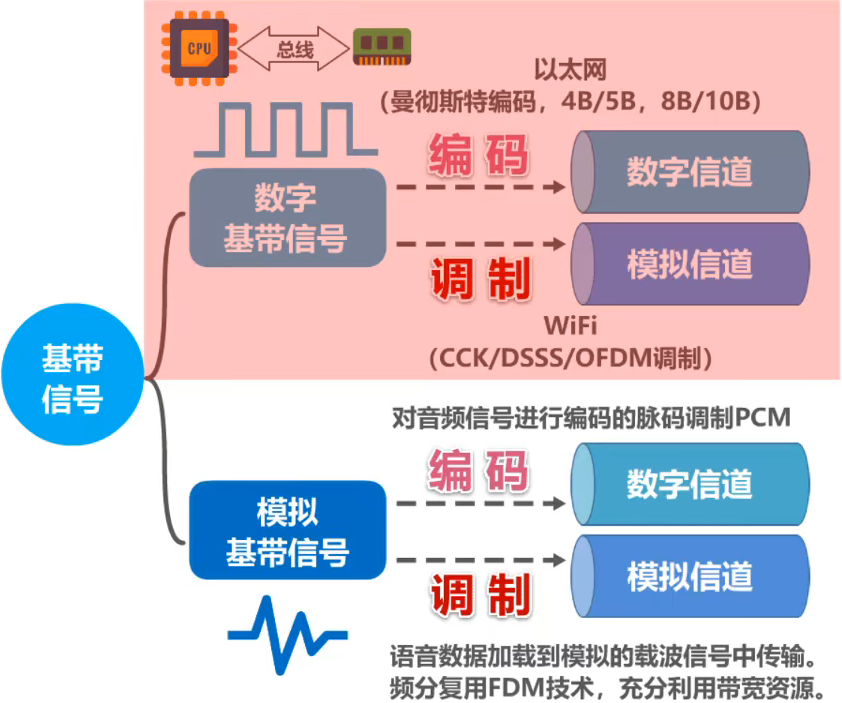 CPU
总线
以太网
（曼彻斯特编码，4B/5B，8B/10B）
编码
数字
基带信号
数字信道
调制
模拟信道
WiFi
（CCK/DSSS/OFDM调制）
基带
信号
对音频信号进行编码的脉码调制PCM
编码
模拟
基带信号
数字信道
调制
模拟信道
语音数据加载到模拟的载波信号中传输。
频分复用FDM技术，充分利用带宽资源。